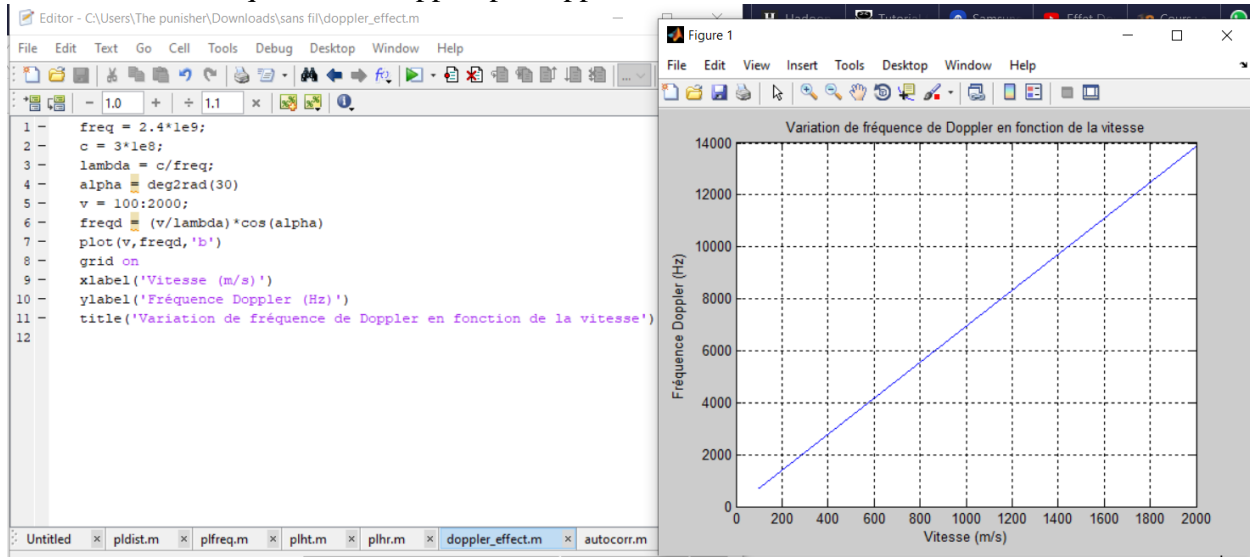 Editor - C:\Users\The punisher\Downloads\sans fil\doppler_effect.m
File Edit Text Go Cell Tools Debug Desktop Window Help
- 1.0 + ÷ 1.1 ×
1 - freq = 2.4*1e9;
2 - c = 3*1e8;
3 - lambda = c/freq;
4 - alpha = deg2rad(30)
5 - v = 100:2000;
6 - freqd = (v/lambda)*cos(alpha)
7 - plot(v,freqd,'b')
8 - grid on
9 - xlabel('Vitesse (m/s)')
10 - ylabel('Fréquence Doppler (Hz)')
11 - title('Variation de fréquence de Doppler en fonction de la vitesse')
12
Untitled × pldist.m × plfreq.m × plht.m × plhr.m × doppler_effect.m × autocorr.m
Figure 1
File Edit View Insert Tools Desktop Window Help
Variation de fréquence de Doppler en fonction de la vitesse
14000
12000
10000
8000
6000
4000
2000
0
Fréquence Doppler (Hz)
0 200 400 600 800 1000 1200 1400 1600 1800 2000
Vitesse (m/s)